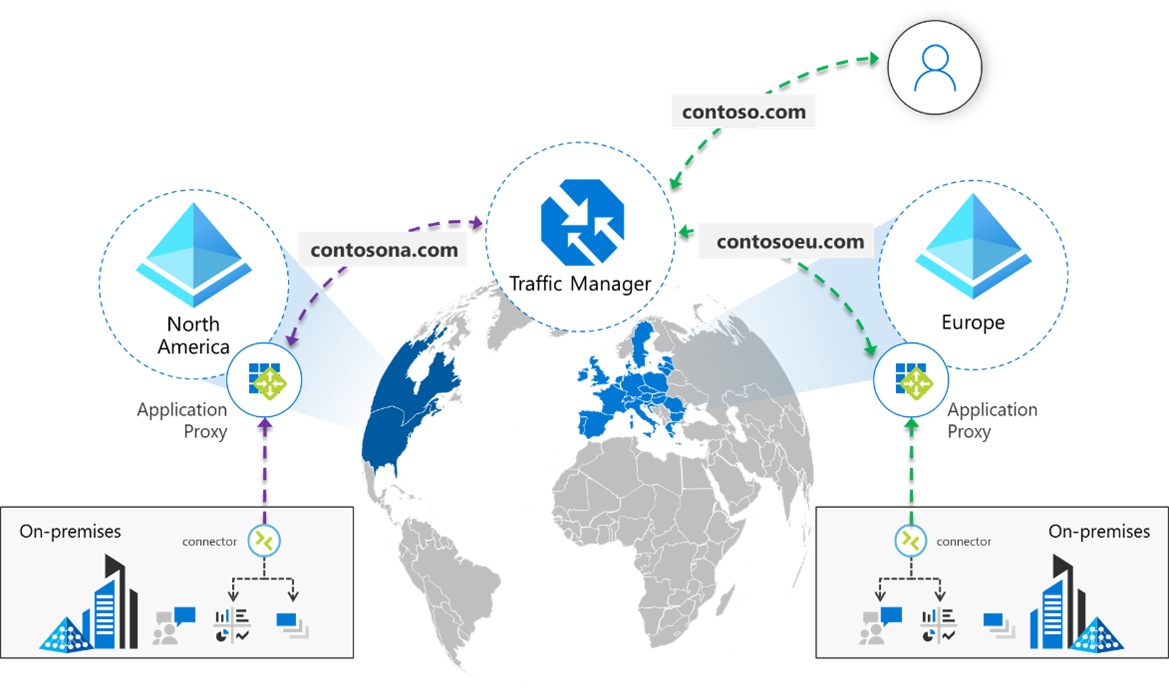 contoso.com
contosona.com
contosoeu.com
Traffic Manager
North
America
Europe
Application
Proxy
Application
Proxy
On-premises
connector
connector
On-premises